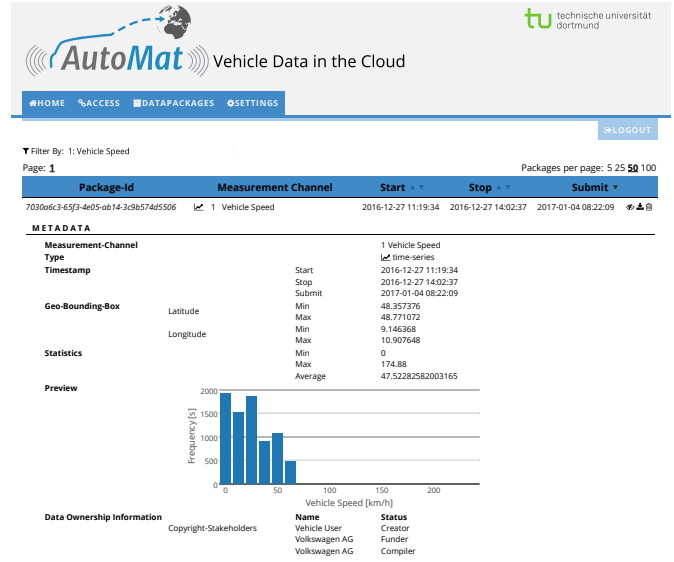 technische universität
dortmund
AutoMat Vehicle Data in the Cloud
HOME ACCESS DATAPACKAGES SETTINGS
LOGOUT
Filter By: 1: Vehicle Speed
Page: 1 Packages per page: 5 25 50 100
Package-Id Measurement Channel Start Stop Submit
7030a6c3-65f3-4e05-ab14-3c9b574d5506 1 Vehicle Speed 2016-12-27 11:19:34 2016-12-27 14:02:37 2017-01-04 08:22:09
METADATA
Measurement-Channel 1 Vehicle Speed
Type time-series
Timestamp Start 2016-12-27 11:19:34
Stop 2016-12-27 14:02:37
Submit 2017-01-04 08:22:09
Geo-Bounding-Box Latitude Min 48.357376
Max 48.771072
Longitude Min 9.146368
Max 10.907648
Statistics Min 0
Max 174.88
Average 47.52282582003165
Preview
2000
1500
1000
500
0
Frequency [s]
0 50 100 150 200
Vehicle Speed [km/h]
Data Ownership Information Name Status
Copyright-Stakeholders Vehicle User Creator
Volkswagen AG Funder
Volkswagen AG Compiler